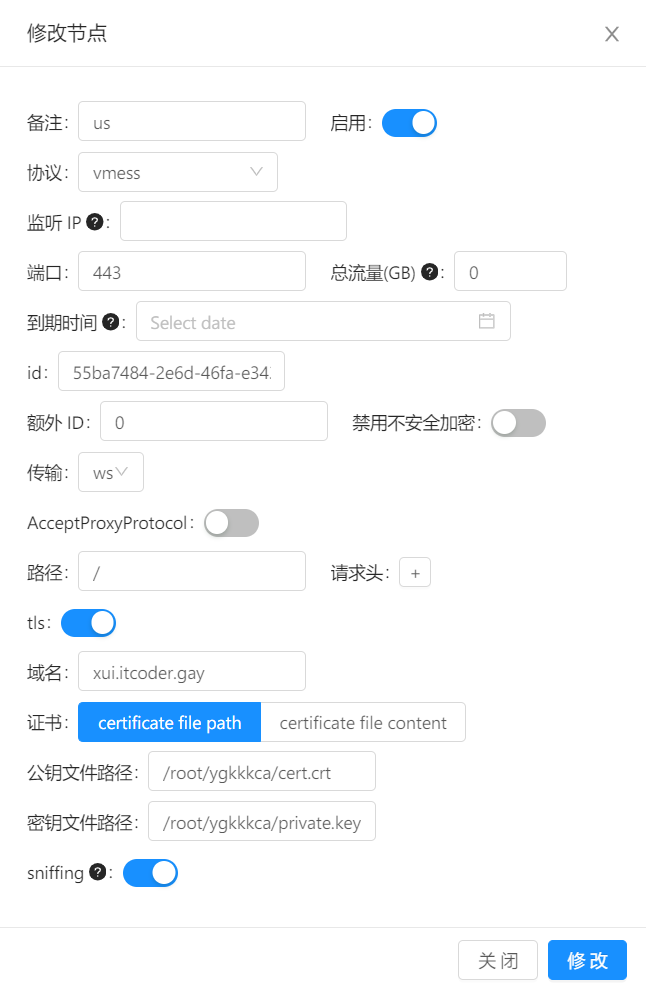 修改节点
备注: us 启用:
协议: vmess
监听 IP ? :
端口: 443 总流量(GB) ? : 0
到期时间 ? : Select date
id: 55ba7484-2e6d-46fa-e34
额外 ID: 0 禁用不安全加密:
传输: ws
AcceptProxyProtocol:
路径: / 请求头: +
tls:
域名: xui.itcoder.gay
证书: certificate file path certificate file content
公钥文件路径: /root/ygkkkca/cert.crt
密钥文件路径: /root/ygkkkca/private.key
sniffing ? :
关 闭 修 改